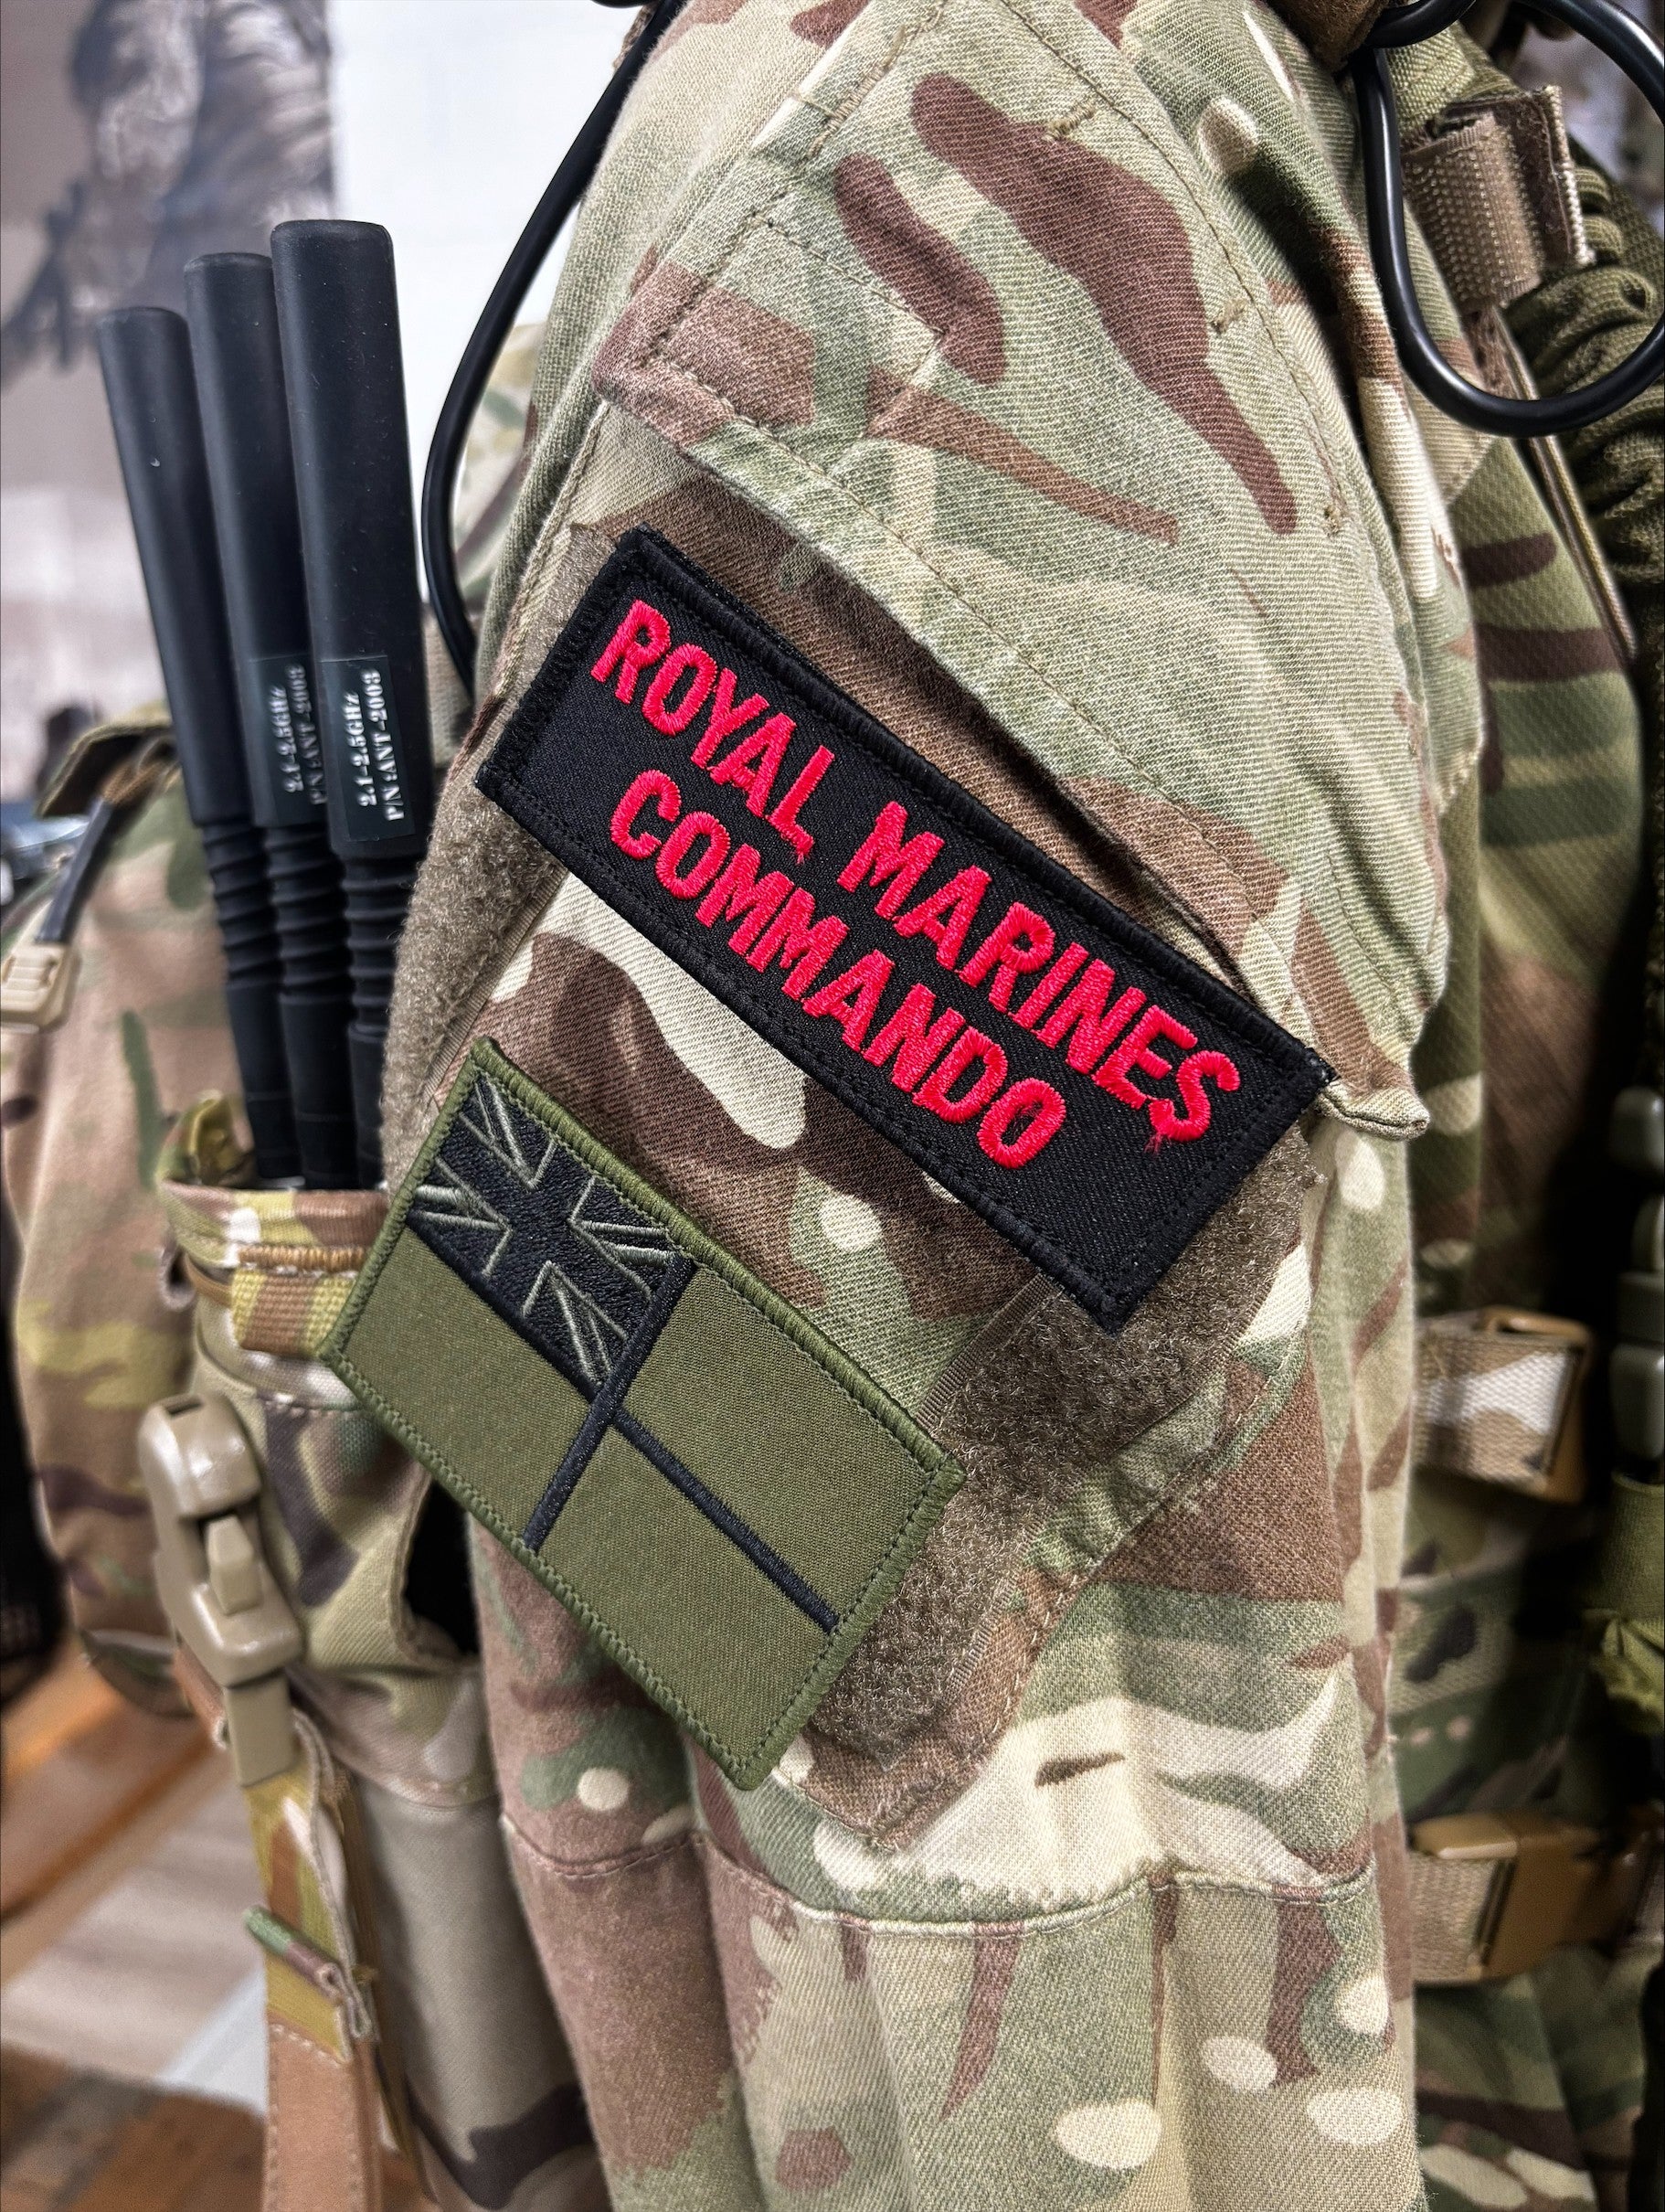 ROYAL MARINES
COMMANDO
2.1-2.5GHz
P/N:ANT-2003
2.1-2.5GHz
P/N:ANT-2003